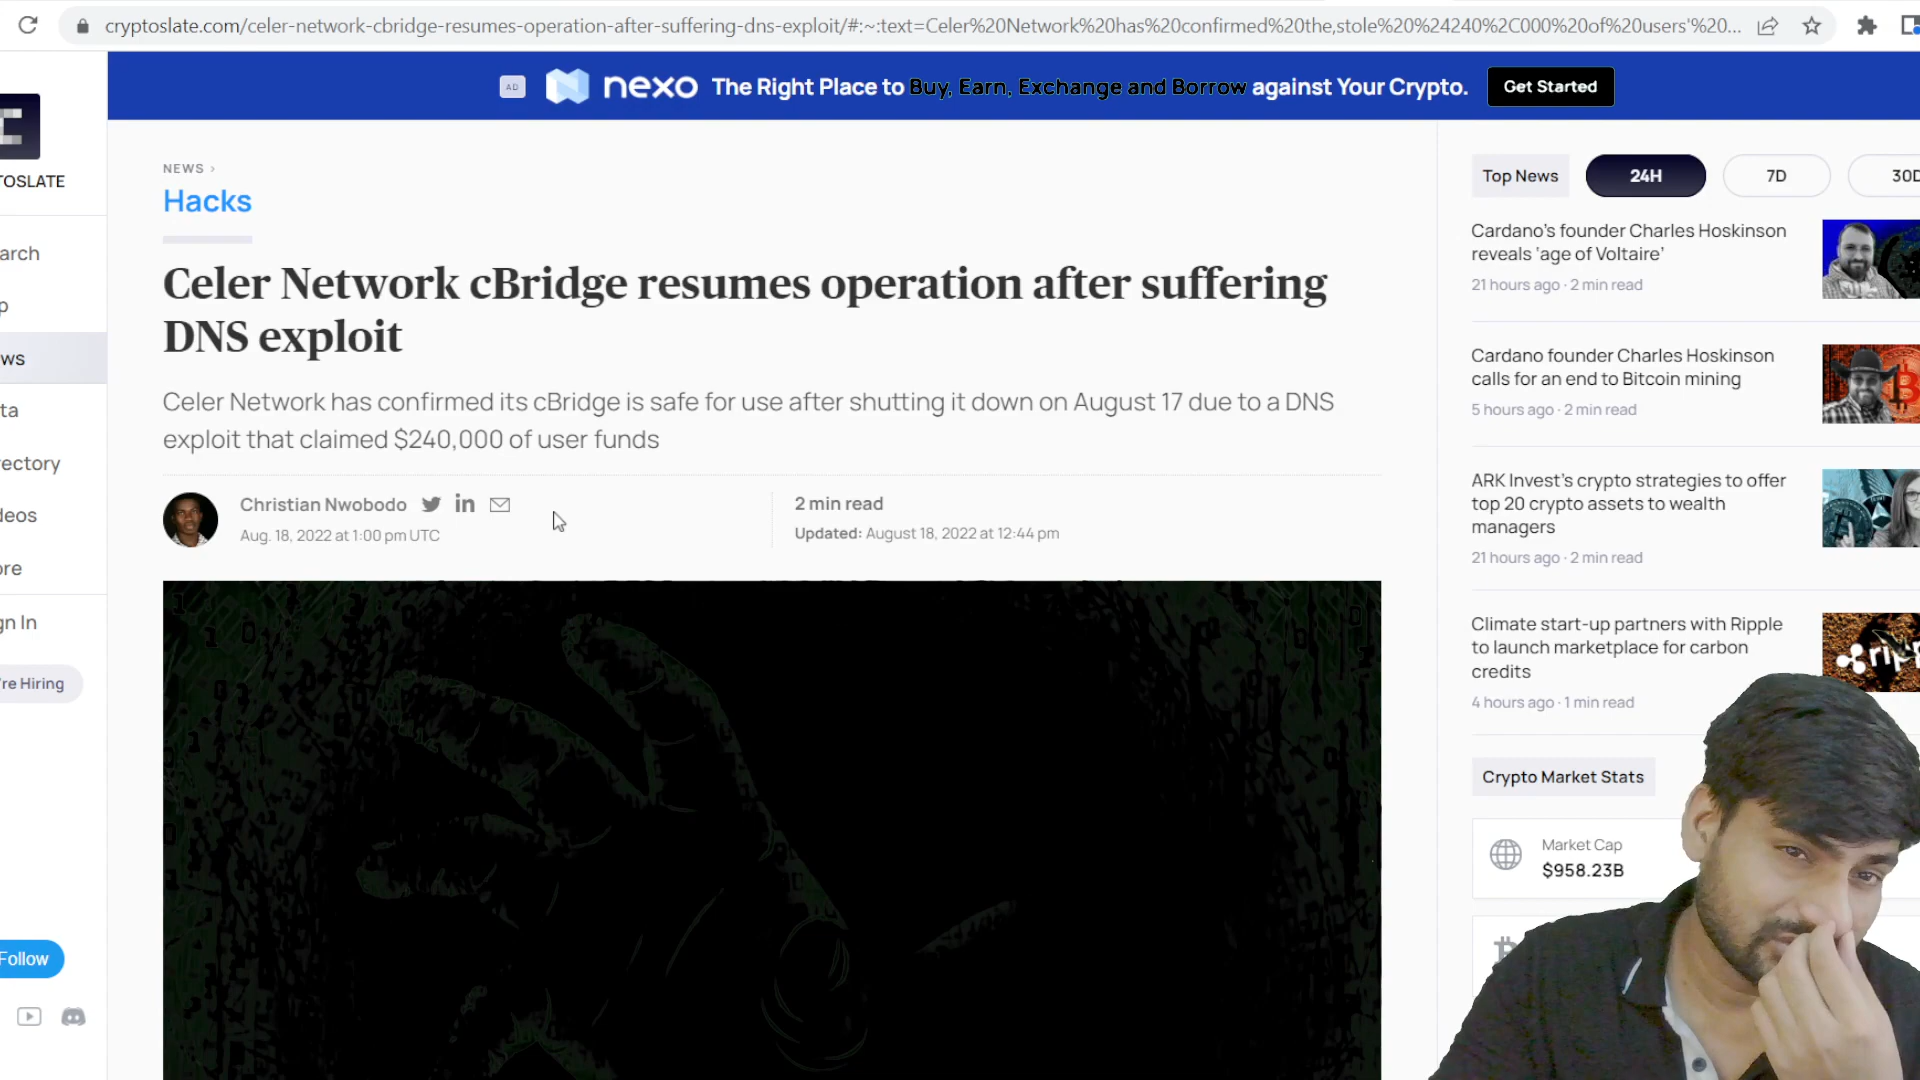 cryptoslate.com/celer-network-cbridge-resumes-operation-after-suffering-dns-exploit/#:~:text=Celer%20Network%20has%20confirmed%20the,stole%20%24240%2C000%20of%20users'%20...
AD
nexo
The Right Place to Buy, Earn, Exchange and Borrow against Your Crypto.
Get Started
TOSLATE
arch
p
ws
ta
ectory
deos
ore
gn In
're Hiring
Follow
NEWS >
Hacks
Celer Network cBridge resumes operation after suffering
DNS exploit
Celer Network has confirmed its cBridge is safe for use after shutting it down on August 17 due to a DNS
exploit that claimed $240,000 of user funds
Christian Nwobodo
Aug. 18, 2022 at 1:00 pm UTC
2 min read
Updated: August 18, 2022 at 12:44 pm
Top News
24H
7D
30D
Cardano's founder Charles Hoskinson
reveals ‘age of Voltaire’
21 hours ago · 2 min read
Cardano founder Charles Hoskinson
calls for an end to Bitcoin mining
5 hours ago · 2 min read
ARK Invest's crypto strategies to offer
top 20 crypto assets to wealth
managers
21 hours ago · 2 min read
Climate start-up partners with Ripple
to launch marketplace for carbon
credits
4 hours ago · 1 min read
Crypto Market Stats
Market Cap
$958.23B